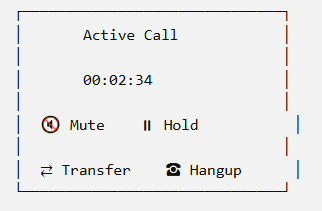 Active Call
00:02:34
🔇 Mute ⏸ Hold
⇄ Transfer ☎ Hangup